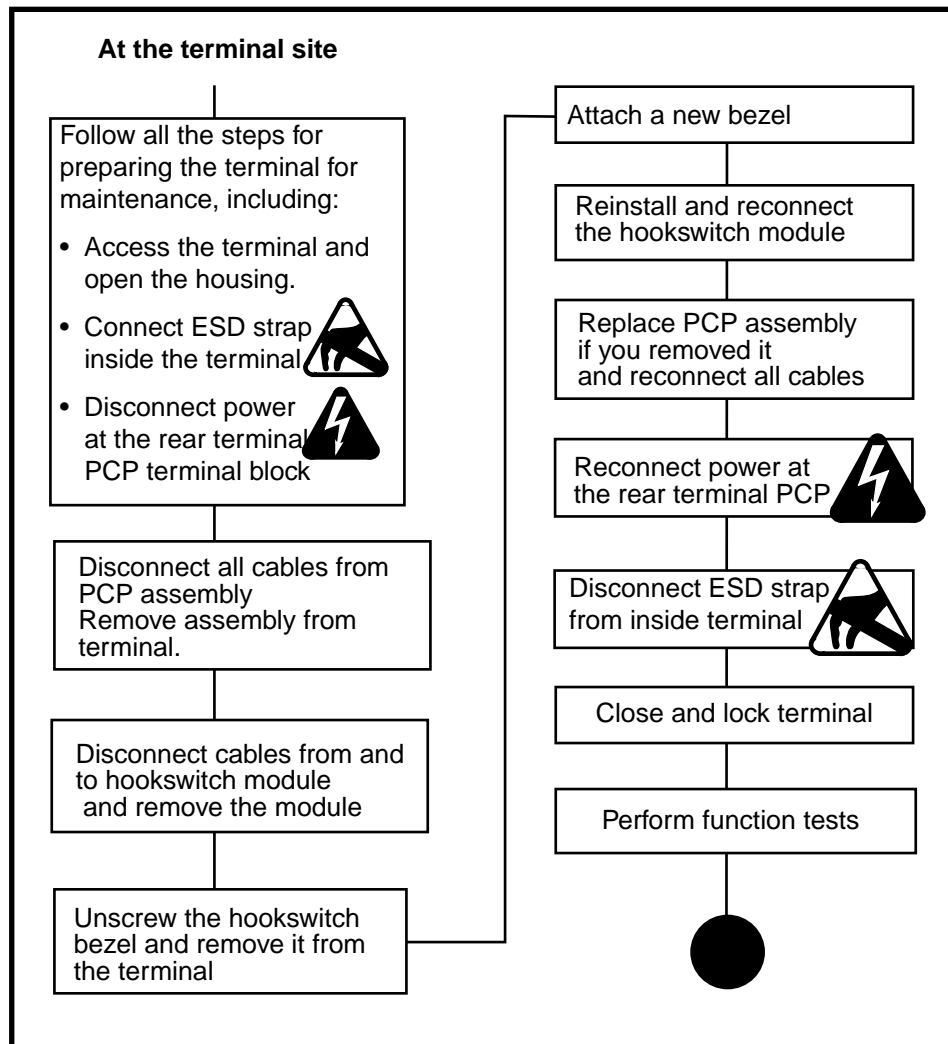 At the terminal site
Follow all the steps for
preparing the terminal for
maintenance, including:
• Access the terminal and
open the housing.
• Connect ESD strap
inside the terminal
• Disconnect power
at the rear terminal
PCP terminal block
Disconnect all cables from
PCP assembly
Remove assembly from
terminal.
Disconnect cables from and
to hookswitch module
and remove the module
Unscrew the hookswitch
bezel and remove it from
the terminal
Attach a new bezel
Reinstall and reconnect
the hookswitch module
Replace PCP assembly
if you removed it
and reconnect all cables
Reconnect power at
the rear terminal PCP
Disconnect ESD strap
from inside terminal
Close and lock terminal
Perform function tests